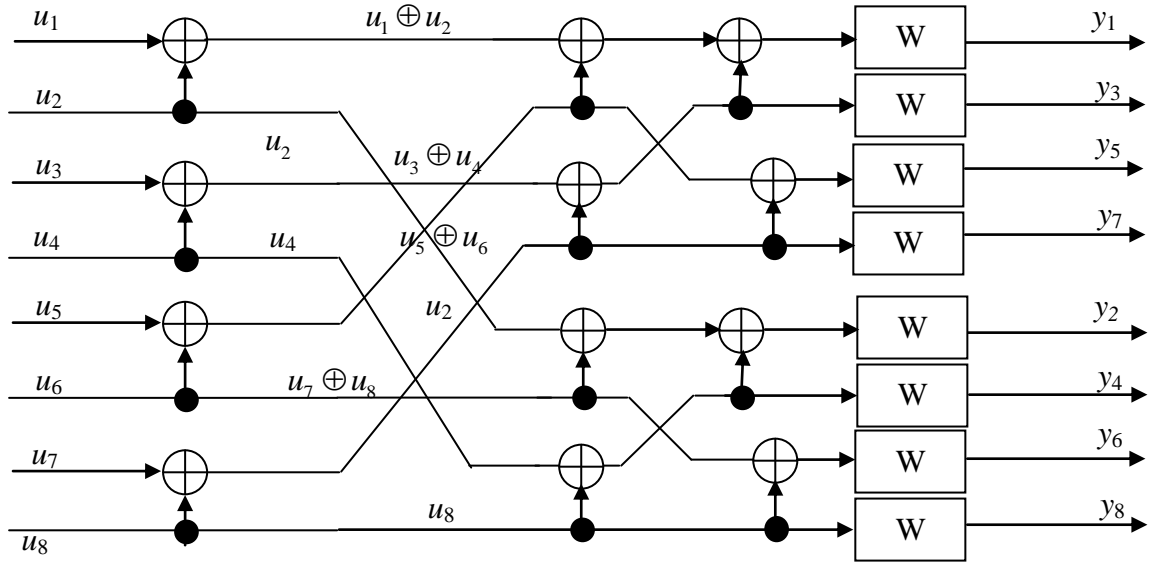 u₁ u₁ ⊕ u₂ W y₁
u₂ W y₃
u₂
u₃ u₃ ⊕ u₄ W y₅
u₄ u₄ u₅ ⊕ u₆ W y₇
u₅ u₂ W y₂
u₆ u₇ ⊕ u₈ W y₄
u₇ W y₆
u₈ u₈ W y₈